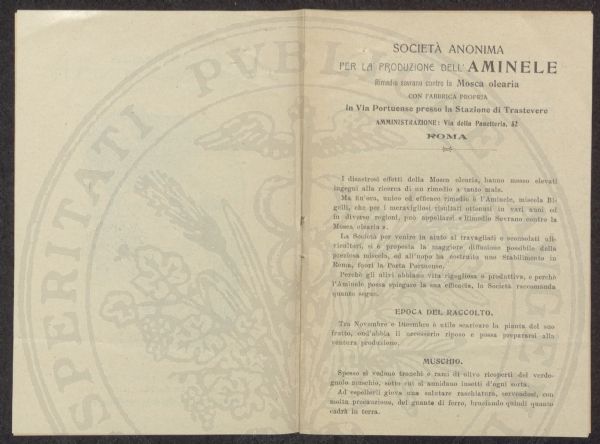 PERITATI PVBLICAE
SOCIETÀ ANONIMA
PER LA PRODUZIONE DELL'AMINELE
Rimedio sovrano contro la Mosca olearia
CON FABBRICA PROPRIA
in Via Portuense presso la Stazione di Trastevere
AMMINISTRAZIONE: Via della Panetteria, 52
ROMA
I disastrosi effetti della Mosca olearia, hanno mosso elevati
ingegni alla ricerca di un rimedio a tanto male.
Ma fin'ora, unico ed efficace rimedio è l'Aminele, miscela Bi-
gelli, che per i meravigliosi risultati ottenuti in vari anni ed
in diverse regioni, può appellarsi «Rimedio Sovrano contro la
Mosca olearia».
La Società per venire in aiuto ai travagliati e sconsolati oli-
vicultori, si è proposta la maggiore diffusione possibile della
preziosa miscela, ed all'uopo ha costruito uno Stabilimento in
Roma, fuori la Porta Portuense.
Perchè gli ulivi abbiano vita rigogliosa e produttiva, e perchè
l'Aminele possa spiegare la sua efficacia, la Società raccomanda
quanto segue.
EPOCA DEL RACCOLTO.
Tra Novembre e Dicembre è utile scaricare la pianta del suo
frutto, ond'abbia il necessario riposo e possa prepararsi alla
ventura produzione.
MUSCHIO.
Spesso si vedono tronchi e rami di olivo ricoperti del verdo-
gnolo muschio, sotto cui si annidano insetti d'ogni sorta.
Ad espellerli giova una salutare raschiatura, servendosi, con
molta precauzione, del guanto di ferro, bruciando quindi quanto
cadrà in terra.